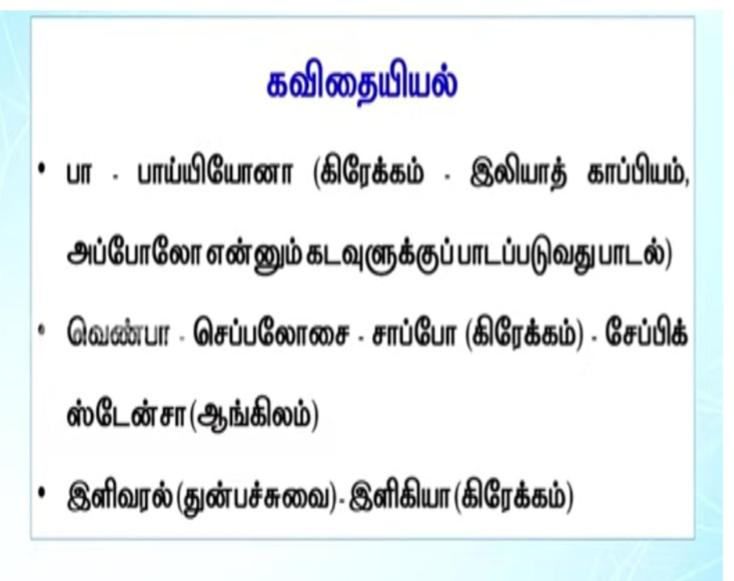 கவிதையியல்
• பா - பாய்யியோனா (கிரேக்கம் - இலியாத் காப்பியம்,
அப்போலோ என்னும் கடவுளுக்குப் பாடப்படுவது பாடல்)
• வெண்பா - செப்பலோசை - சாப்போ (கிரேக்கம்) - சேப்பிக்
ஸ்டேன்சா (ஆங்கிலம்)
• இளிவரல் (துன்பச்சுவை) - இளிகியா (கிரேக்கம்)